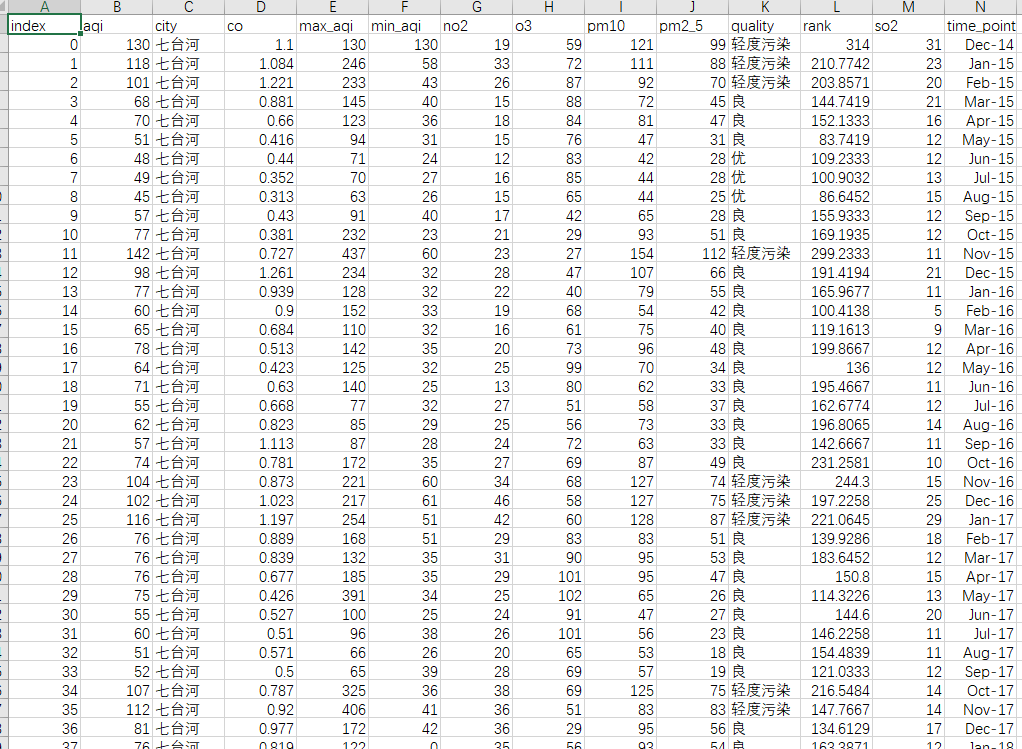 A B C D E F G H I J K L M N
index aqi city co max_aqi min_aqi no2 o3 pm10 pm2_5 quality rank so2 time_point
0 130 七台河 1.1 130 130 19 59 121 99 轻度污染 314 31 Dec-14
1 118 七台河 1.084 246 58 33 72 111 88 轻度污染 210.7742 23 Jan-15
2 101 七台河 1.221 233 43 26 87 92 70 轻度污染 203.8571 20 Feb-15
3 68 七台河 0.881 145 40 15 88 72 45 良 144.7419 21 Mar-15
4 70 七台河 0.66 123 36 18 84 81 47 良 152.1333 16 Apr-15
5 51 七台河 0.416 94 31 15 76 47 31 良 83.7419 12 May-15
6 48 七台河 0.44 71 24 12 83 42 28 优 109.2333 12 Jun-15
7 49 七台河 0.352 70 27 16 85 44 28 优 100.9032 13 Jul-15
8 45 七台河 0.313 63 26 15 65 44 25 优 86.6452 15 Aug-15
9 57 七台河 0.43 91 40 17 42 65 28 良 155.9333 12 Sep-15
10 77 七台河 0.381 232 23 21 29 93 51 良 169.1935 12 Oct-15
11 142 七台河 0.727 437 60 23 27 154 112 轻度污染 299.2333 11 Nov-15
12 98 七台河 1.261 234 32 28 47 107 66 良 191.4194 21 Dec-15
13 77 七台河 0.939 128 32 22 40 79 55 良 165.9677 11 Jan-16
14 60 七台河 0.9 152 33 19 68 54 42 良 100.4138 5 Feb-16
15 65 七台河 0.684 110 32 16 61 75 40 良 119.1613 9 Mar-16
16 78 七台河 0.513 142 35 20 73 96 48 良 199.8667 12 Apr-16
17 64 七台河 0.423 125 32 25 99 70 34 良 136 12 May-16
18 71 七台河 0.63 140 25 13 80 62 33 良 195.4667 11 Jun-16
19 55 七台河 0.668 77 32 27 51 58 37 良 162.6774 12 Jul-16
20 62 七台河 0.823 85 29 25 56 73 33 良 196.8065 14 Aug-16
21 57 七台河 1.113 87 28 24 72 63 33 良 142.6667 11 Sep-16
22 74 七台河 0.781 172 35 27 69 87 49 良 231.2581 10 Oct-16
23 104 七台河 0.873 221 60 34 68 127 74 轻度污染 244.3 15 Nov-16
24 102 七台河 1.023 217 61 46 58 127 75 轻度污染 197.2258 25 Dec-16
25 116 七台河 1.197 254 51 42 60 128 87 轻度污染 221.0645 29 Jan-17
26 76 七台河 0.889 168 51 29 83 83 51 良 139.9286 18 Feb-17
27 76 七台河 0.839 132 35 31 90 95 53 良 183.6452 12 Mar-17
28 76 七台河 0.677 185 35 29 101 95 47 良 150.8 15 Apr-17
29 75 七台河 0.426 391 34 25 102 65 26 良 114.3226 13 May-17
30 55 七台河 0.527 100 25 24 91 47 27 良 144.6 20 Jun-17
31 60 七台河 0.51 96 38 26 101 56 23 良 146.2258 11 Jul-17
32 51 七台河 0.571 66 26 20 65 53 18 良 154.4839 11 Aug-17
33 52 七台河 0.5 65 39 28 69 57 19 良 121.0333 12 Sep-17
34 107 七台河 0.787 325 36 38 69 125 75 轻度污染 216.5484 14 Oct-17
35 112 七台河 0.92 406 41 36 51 83 83 轻度污染 147.7667 14 Nov-17
36 81 七台河 0.977 172 42 36 29 95 56 良 134.6129 17 Dec-17
37 76 七台河 0.819 122 0 35 56 93 54 良 163.3871 12 Jan-18